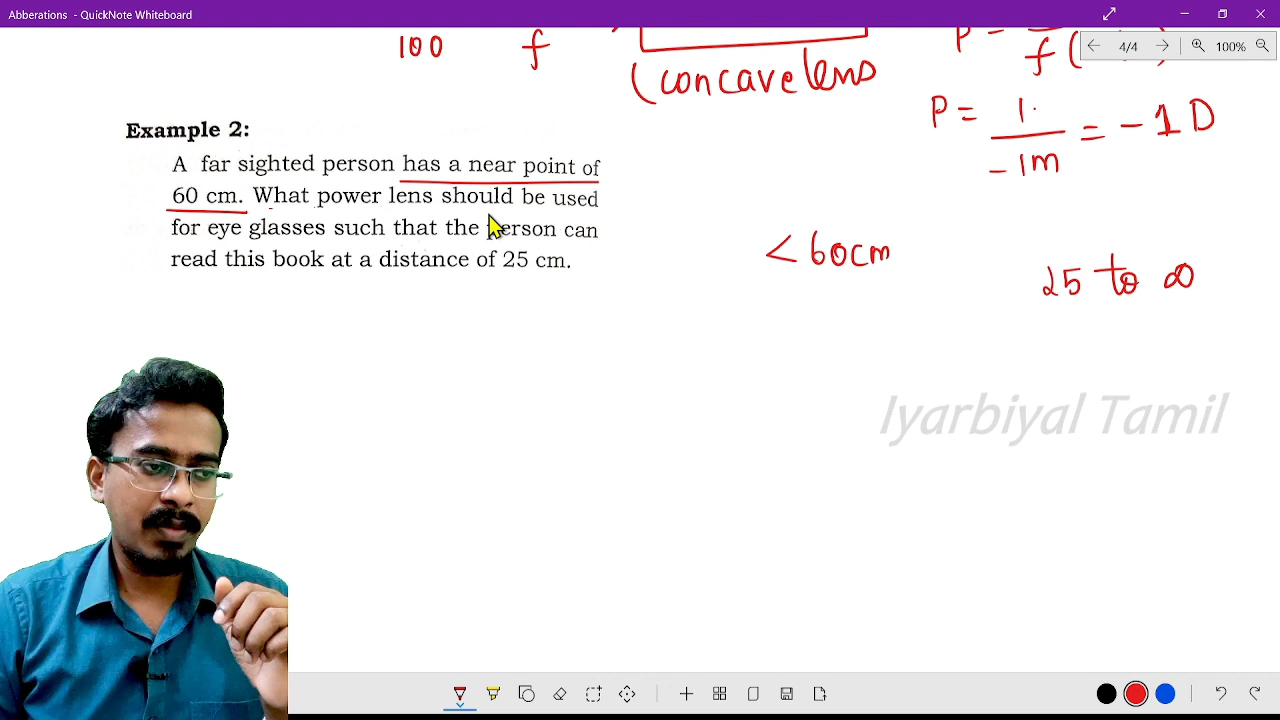 Abberations - QuickNote Whiteboard
4/4
100%
100 f
(concave lens
P = 1. / -1m = -1 D
Example 2:
A far sighted person has a near point of
60 cm. What power lens should be used
for eye glasses such that the person can
read this book at a distance of 25 cm.
< 60cm
25 to ∞
Iyarbiyal Tamil